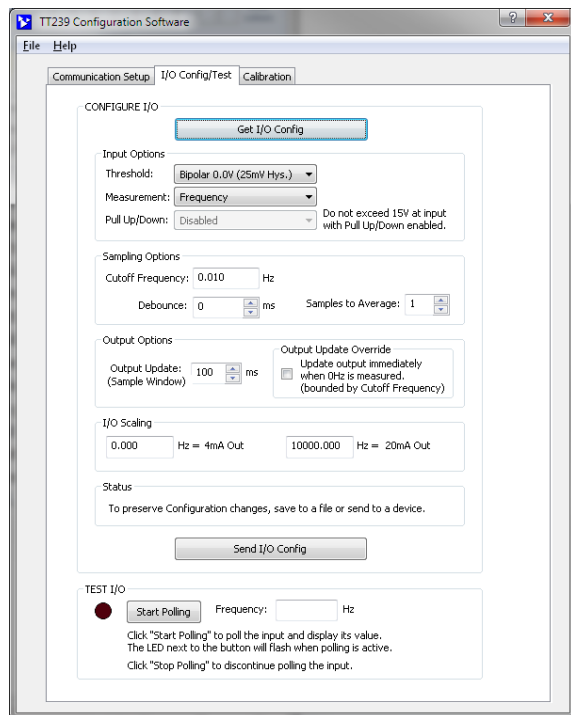 TT239 Configuration Software
File Help
Communication Setup I/O Config/Test Calibration
CONFIGURE I/O
Get I/O Config
Input Options
Threshold: Bipolar 0.0V (25mV Hys.)
Measurement: Frequency
Pull Up/Down: Disabled
Do not exceed 15V at input
with Pull Up/Down enabled.
Sampling Options
Cutoff Frequency: 0.010 Hz
Debounce: 0 ms Samples to Average: 1
Output Options
Output Update: 100 ms
(Sample Window)
Output Update Override
Update output immediately
when 0Hz is measured.
(bounded by Cutoff Frequency)
I/O Scaling
0.000 Hz = 4mA Out 10000.000 Hz = 20mA Out
Status
To preserve Configuration changes, save to a file or send to a device.
Send I/O Config
TEST I/O
Start Polling Frequency: Hz
Click "Start Polling" to poll the input and display its value.
The LED next to the button will flash when polling is active.
Click "Stop Polling" to discontinue polling the input.